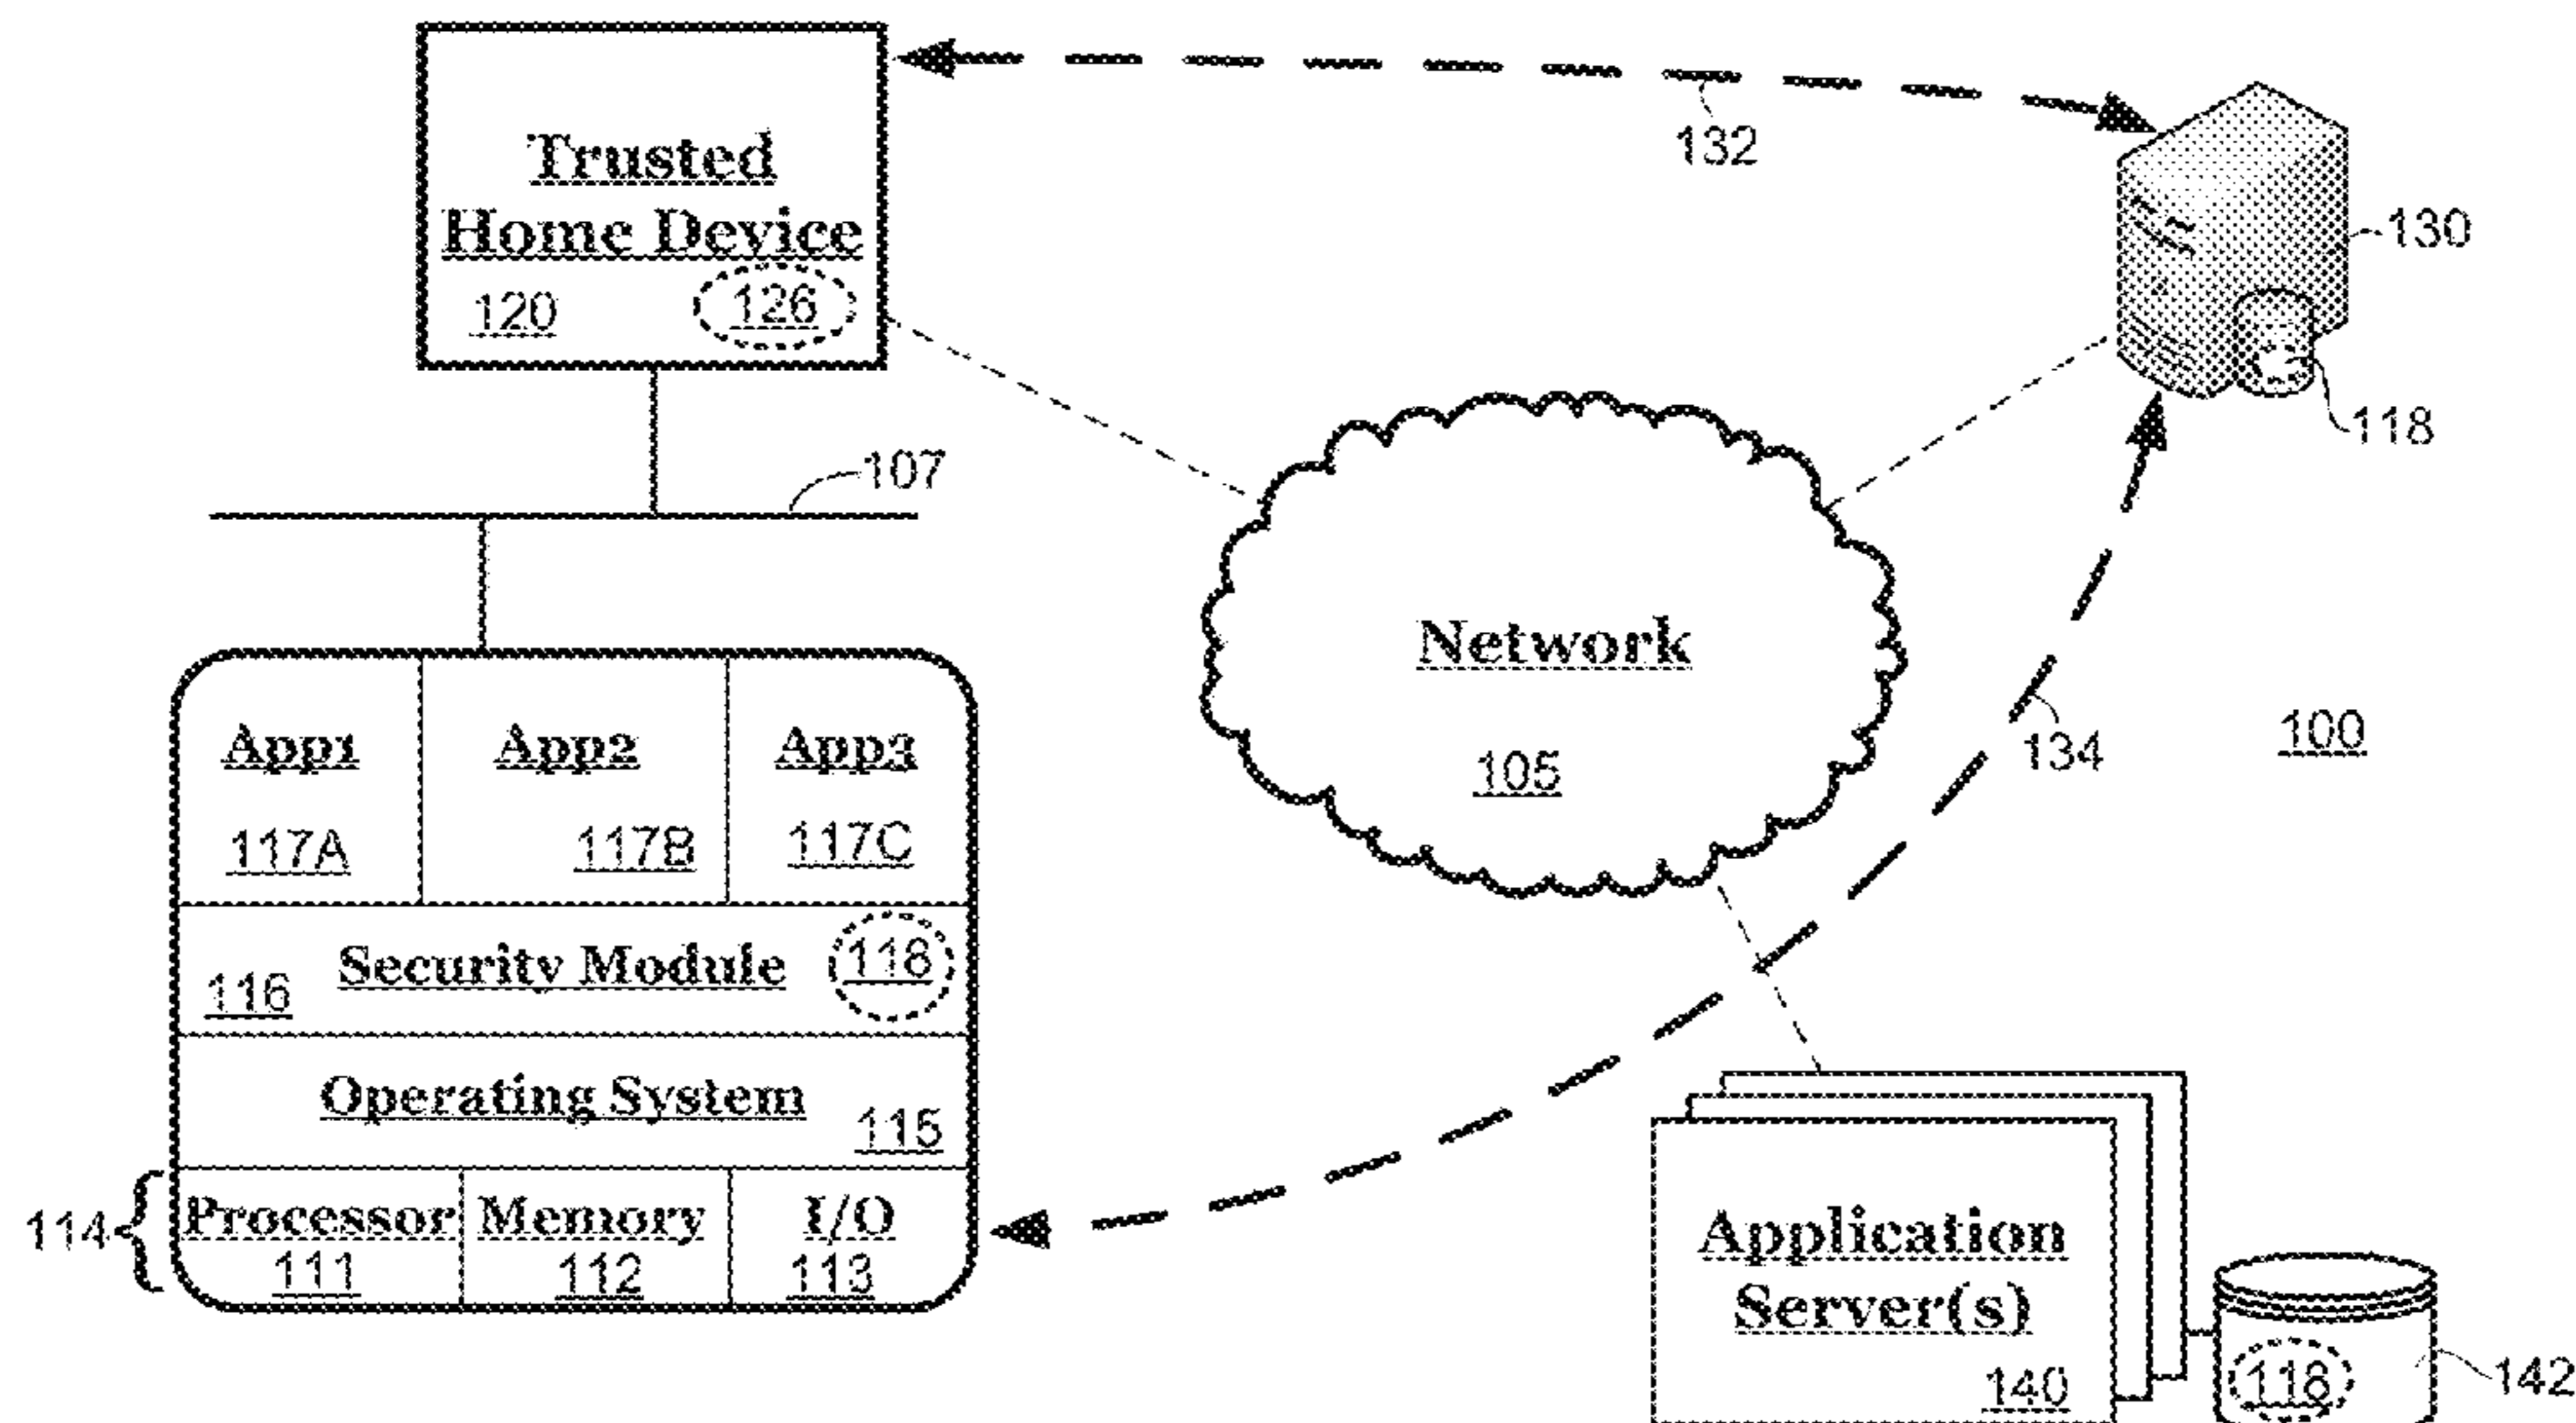 Trusted
Home Device
120
126
132
130
118
107
Network
105
134
100
App1
App2
App3
117A
117B
117C
Security Module
118
116
Operating System
115
114
Processor
Memory
I/O
111
112
113
Application
Server(s)
140
118
142